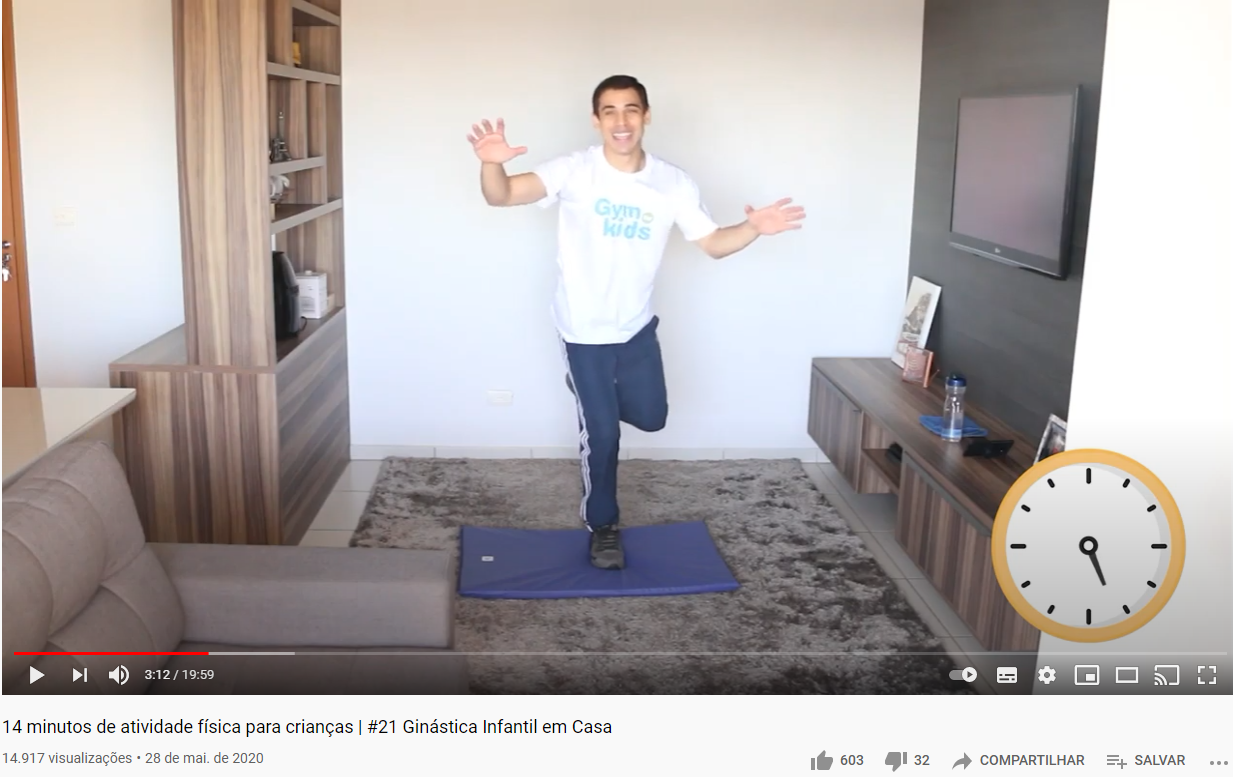 Gym
kids
3:12 / 19:59
14 minutos de atividade física para crianças | #21 Ginástica Infantil em Casa
14.917 visualizações • 28 de mai. de 2020
603
32
COMPARTILHAR
SALVAR